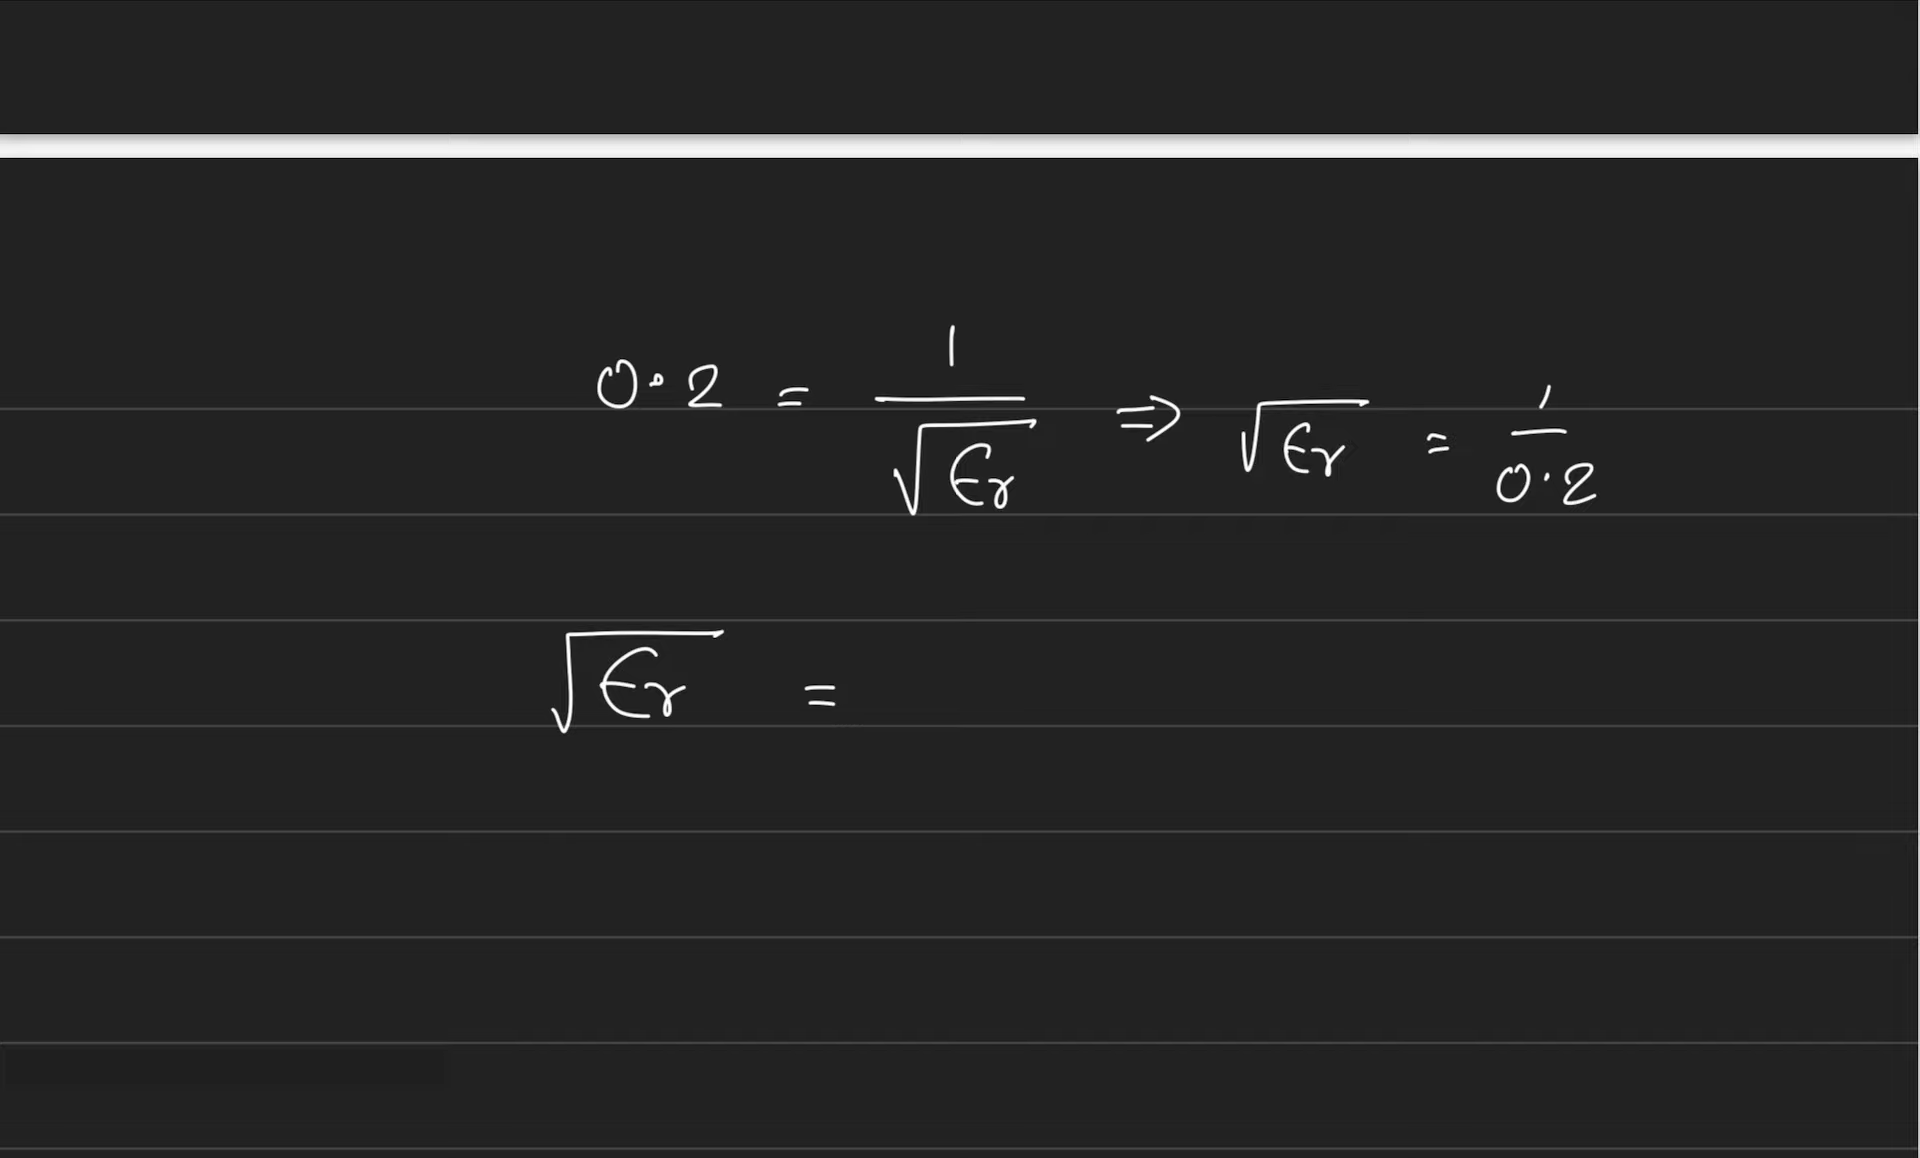 0.2 = 1/√εr ⇒ √εr = 1/0.2
√εr =